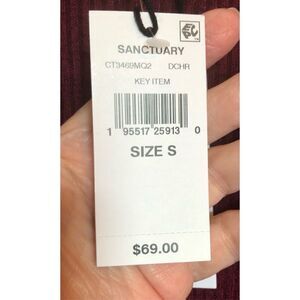 SANCTUARY
CT3469MQ2 DCHR
KEY ITEM
1 95517 25913 0
SIZE S
$69.00